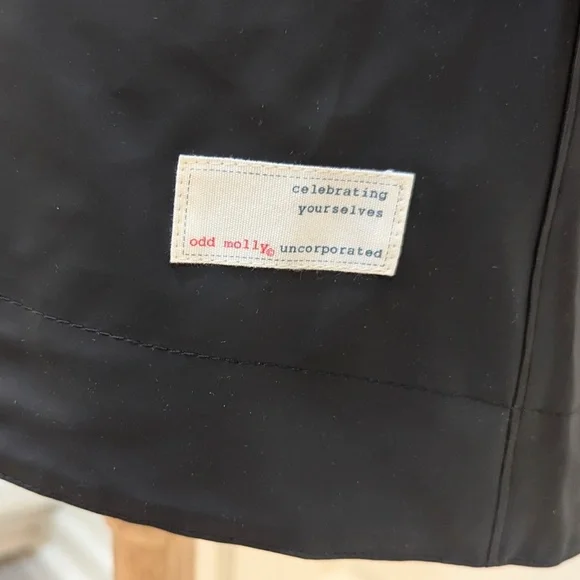 celebrating
yourselves
odd molly© uncorporated